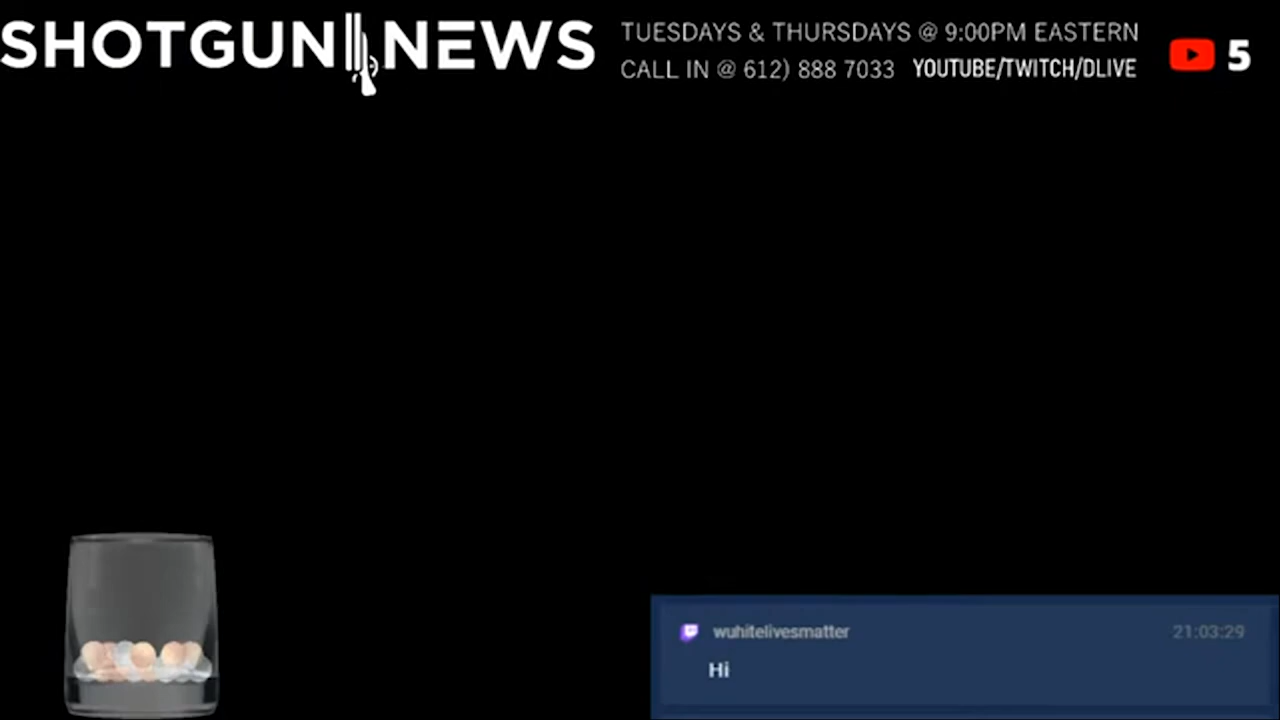 SHOTGUN NEWS
TUESDAYS & THURSDAYS @ 9:00PM EASTERN
CALL IN @ 612) 888 7033 YOUTUBE/TWITCH/DLIVE
5
wuhitelivesmatter 21:03:29
Hi